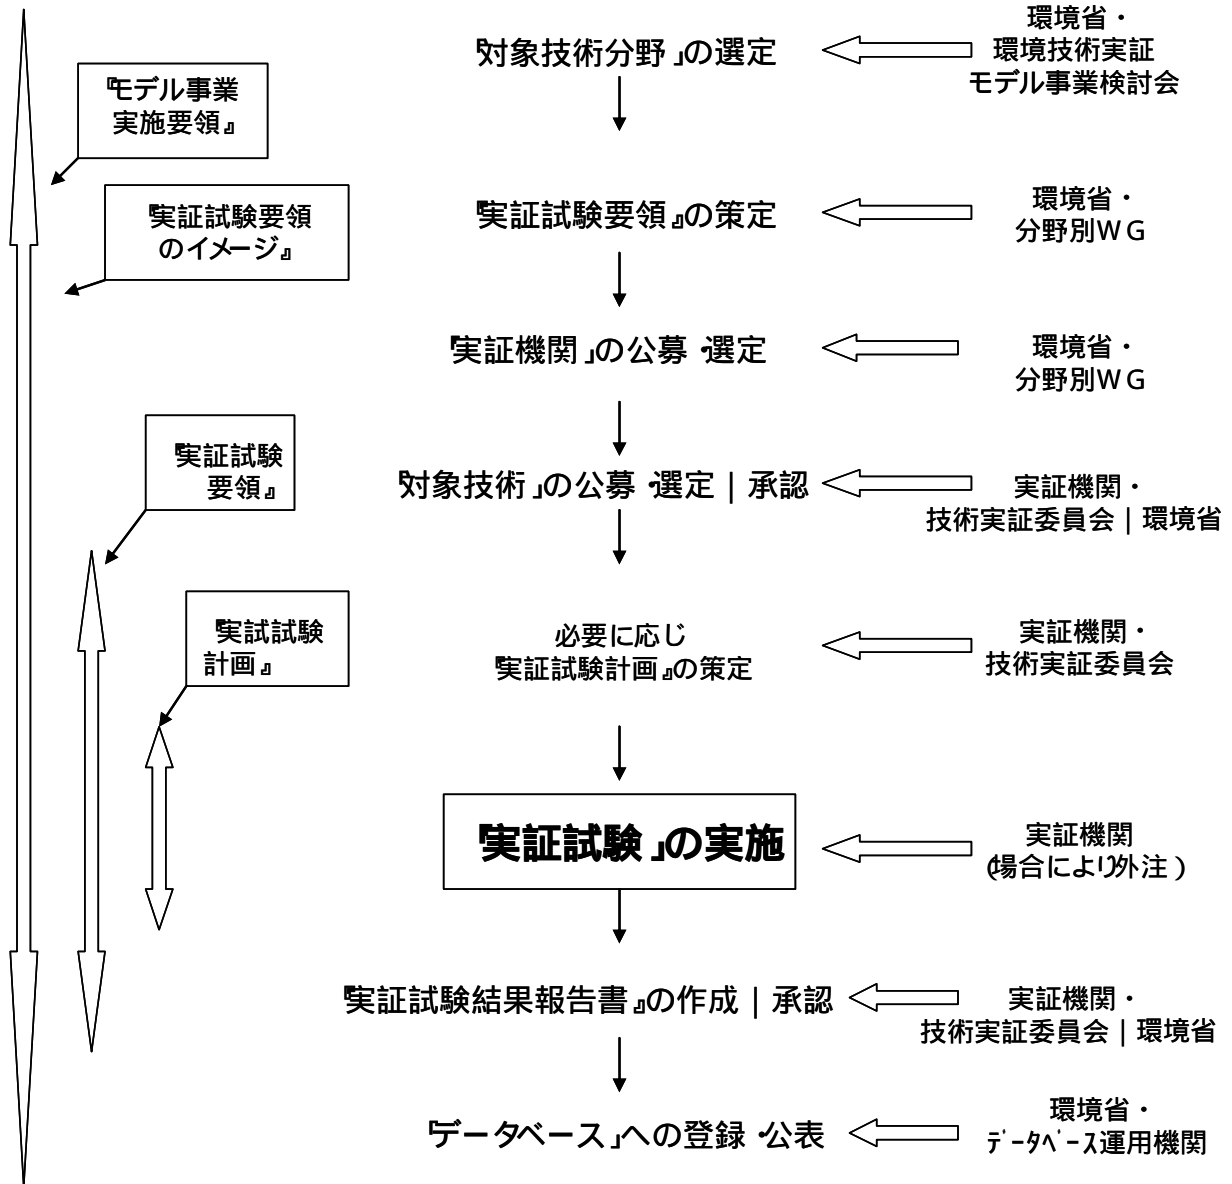 「対象技術分野」の選定
環境省・
環境技術実証
モデル事業検討会
『モデル事業
実施要領』
『実証試験要領
のイメージ』
『実証試験要領』の策定
環境省・
分野別ＷＧ
「実証機関」の公募・選定
環境省・
分野別ＷＧ
『実証試験
要領』
「対象技術」の公募・選定｜承認
実証機関・
技術実証委員会｜環境省
『実試試験
計画』
必要に応じ
『実証試験計画』の策定
実証機関・
技術実証委員会
「実証試験」の実施
実証機関
(場合により外注)
『実証試験結果報告書』の作成｜承認
実証機関・
技術実証委員会｜環境省
「データベース」への登録・公表
環境省・
ﾃﾞｰﾀﾍﾞｰｽ運用機関